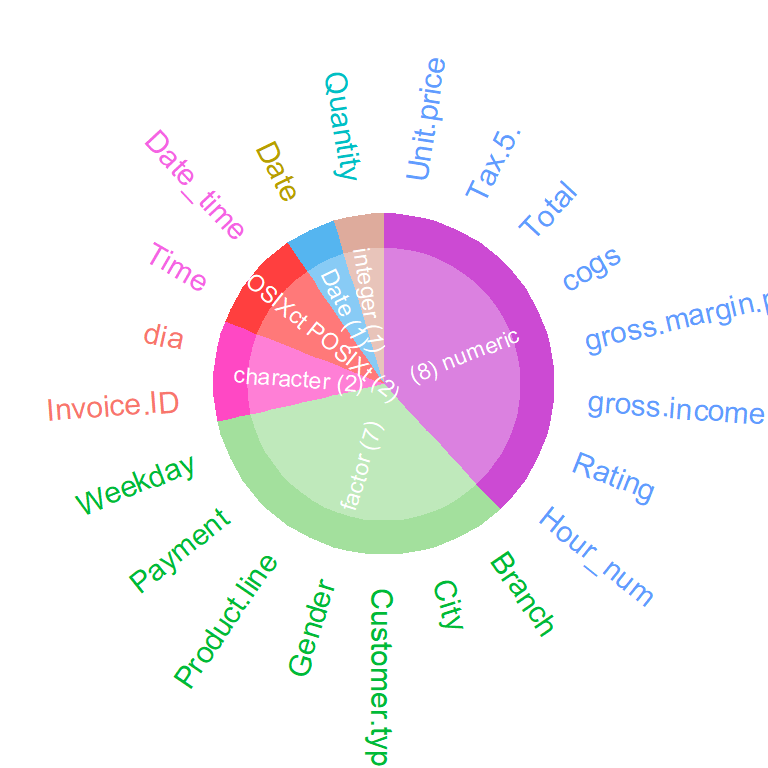 Unit.price
Tax.5.
Total
cogs
gross.margin.p
gross.income
Rating
Hour_num
Branch
City
Customer.typ
Gender
Product.line
Payment
Weekday
Invoice.ID
dia
Time
Date_time
Date
Quantity
(8) numeric
factor (7)
character (2)
OSIXct POSIXt (2)
Date (1)
integer (1)